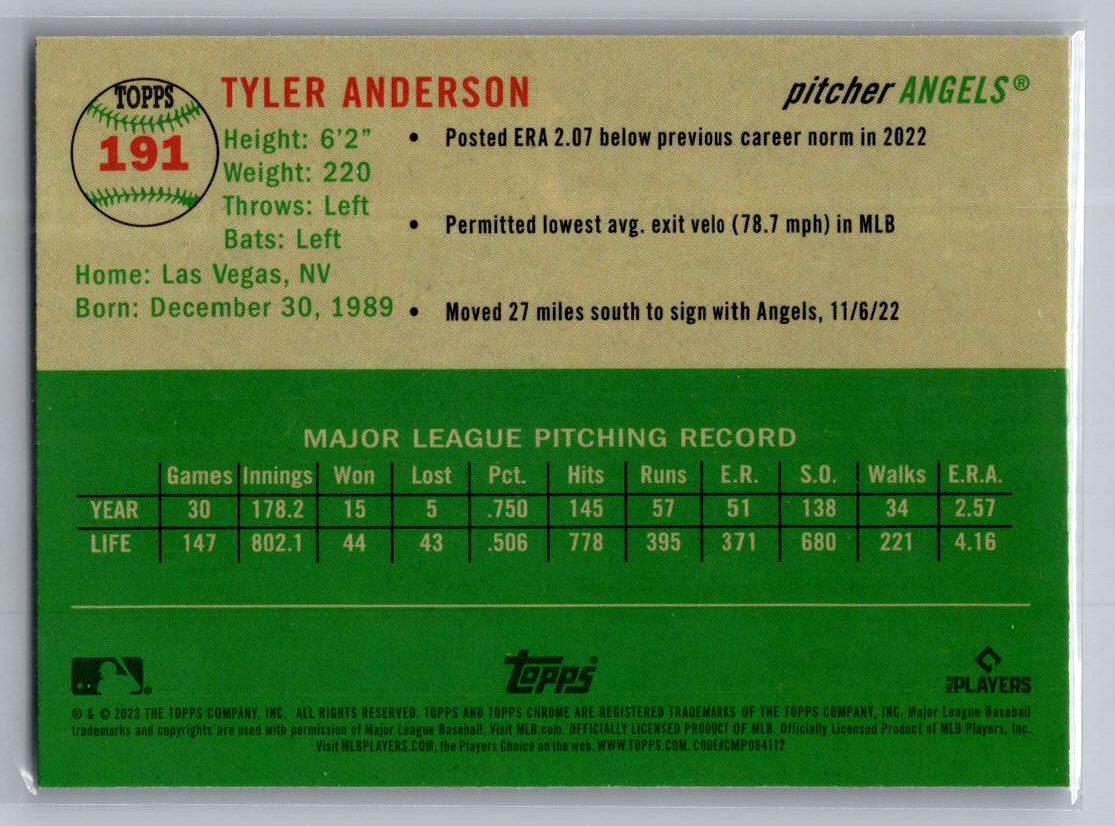 TOPPS
191
TYLER ANDERSON
pitcher ANGELS®
Height: 6'2"
Weight: 220
Throws: Left
Bats: Left
Home: Las Vegas, NV
Born: December 30, 1989
• Posted ERA 2.07 below previous career norm in 2022
• Permitted lowest avg. exit velo (78.7 mph) in MLB
• Moved 27 miles south to sign with Angels, 11/6/22
MAJOR LEAGUE PITCHING RECORD
Games Innings Won Lost Pct. Hits Runs E.R. S.O. Walks E.R.A.
YEAR 30 178.2 15 5 .750 145 57 51 138 34 2.57
LIFE 147 802.1 44 43 .506 778 395 371 680 221 4.16
Topps®
MLB PLAYERS
® & © 2023 THE TOPPS COMPANY, INC. ALL RIGHTS RESERVED. TOPPS AND TOPPS CHROME ARE REGISTERED TRADEMARKS OF THE TOPPS COMPANY, INC. Major League Baseball
trademarks and copyrights are used with permission of Major League Baseball. Visit MLB.com. OFFICIALLY LICENSED PRODUCT OF MLB. Officially Licensed Product of MLB Players, Inc.
Visit MLBPLAYERS.COM, the Players Choice on the web. WWW.TOPPS.COM. CODE#CMP084112